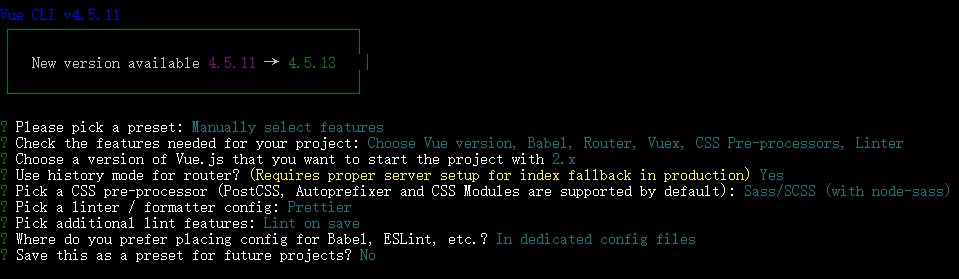 Vue CLI v4.5.11
New version available 4.5.11 → 4.5.13
? Please pick a preset: Manually select features
? Check the features needed for your project: Choose Vue version, Babel, Router, Vuex, CSS Pre-processors, Linter
? Choose a version of Vue.js that you want to start the project with 2.x
? Use history mode for router? (Requires proper server setup for index fallback in production) Yes
? Pick a CSS pre-processor (PostCSS, Autoprefixer and CSS Modules are supported by default): Sass/SCSS (with node-sass)
? Pick a linter / formatter config: Prettier
? Pick additional lint features: Lint on save
? Where do you prefer placing config for Babel, ESLint, etc.? In dedicated config files
? Save this as a preset for future projects? No